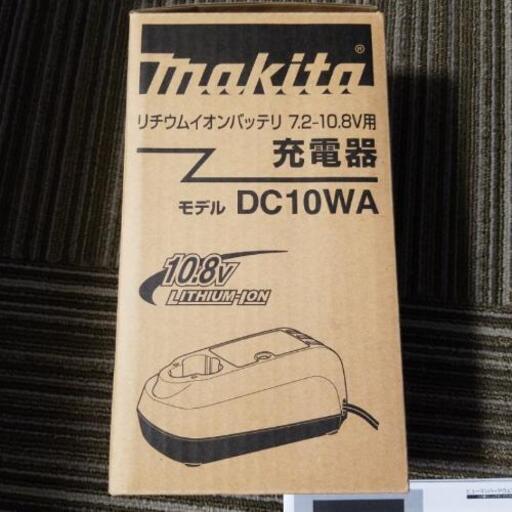 makita®
リチウムイオンバッテリ 7.2-10.8V用
充電器
モデル DC10WA
10.8V
LITHIUM-ION